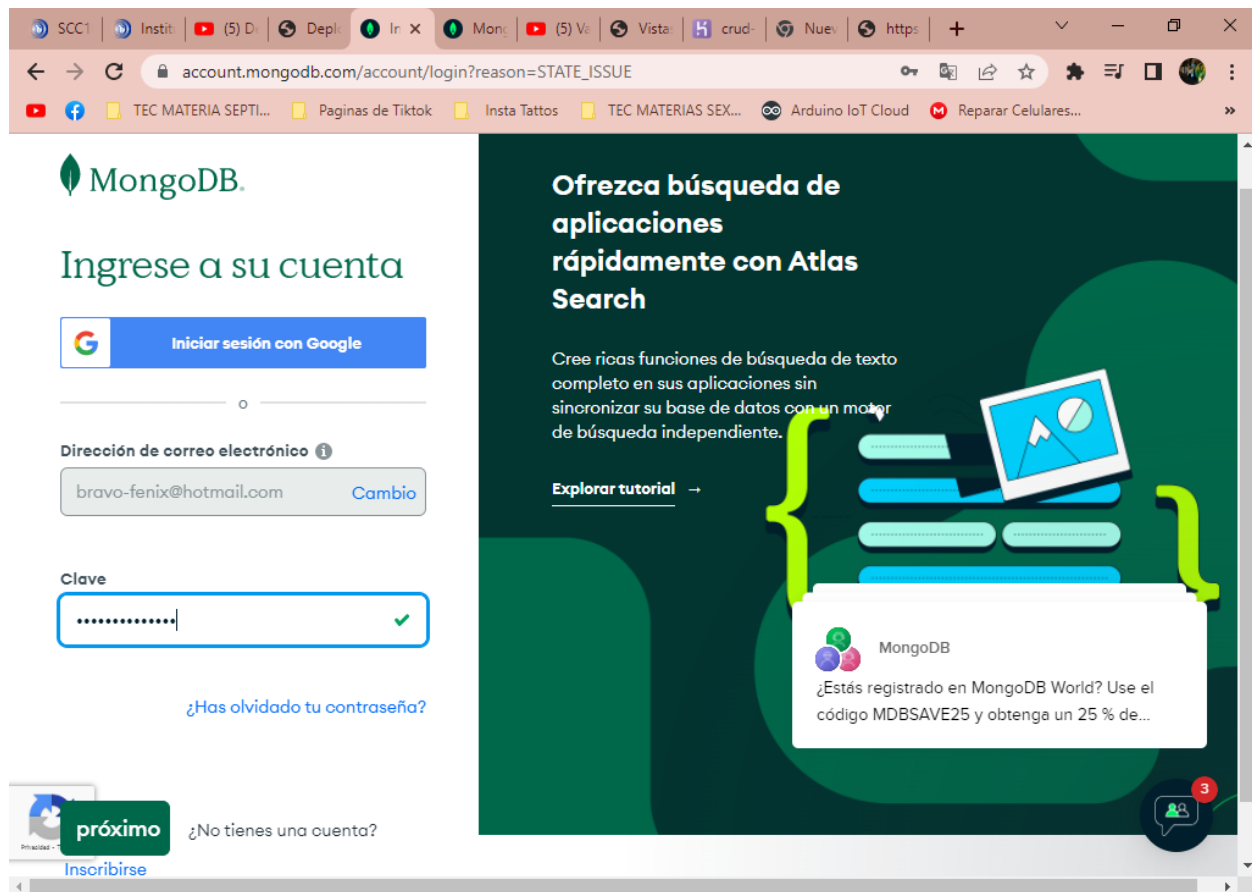 SCC1
Instit
(5) D
Deplo
In
Mong
(5) Va
Vista
crud-
Nuev
https
account.mongodb.com/account/login?reason=STATE_ISSUE
TEC MATERIA SEPTI...
Paginas de Tiktok
Insta Tattos
TEC MATERIAS SEX...
Arduino IoT Cloud
Reparar Celulares...
»
MongoDB.
Ingrese a su cuenta
Iniciar sesión con Google
o
Dirección de correo electrónico
bravo-fenix@hotmail.com
Cambio
Clave
••••••••••••••
¿Has olvidado tu contraseña?
próximo
¿No tienes una cuenta?
Inscribirse
Ofrezca búsqueda de
aplicaciones
rápidamente con Atlas
Search
Cree ricas funciones de búsqueda de texto
completo en sus aplicaciones sin
sincronizar su base de datos con un motor
de búsqueda independiente.
Explorar tutorial →
MongoDB
¿Estás registrado en MongoDB World? Use el
código MDBSAVE25 y obtenga un 25 % de...
3